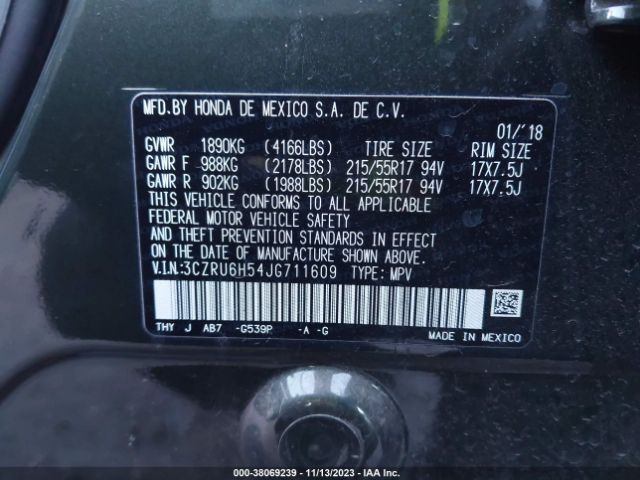 MFD.BY HONDA DE MEXICO S.A. DE C.V.
01/'18
GVWR 1890KG (4166LBS) TIRE SIZE RIM SIZE
GAWR F 988KG (2178LBS) 215/55R17 94V 17X7.5J
GAWR R 902KG (1988LBS) 215/55R17 94V 17X7.5J
THIS VEHICLE CONFORMS TO ALL APPLICABLE
FEDERAL MOTOR VEHICLE SAFETY
AND THEFT PREVENTION STANDARDS IN EFFECT
ON THE DATE OF MANUFACTURE SHOWN ABOVE.
V.I.N:3CZRU6H54JG711609 TYPE: MPV
THY J AB7 -G539P -A -G
MADE IN MEXICO
000-38069239 - 11/13/2023 - IAA Inc.